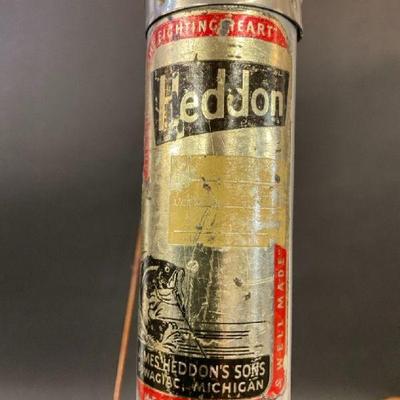 FIGHTING HEART
Heddon
WELL MADE
JAMES HEDDON'S SONS
DOWAGIAC, MICHIGAN